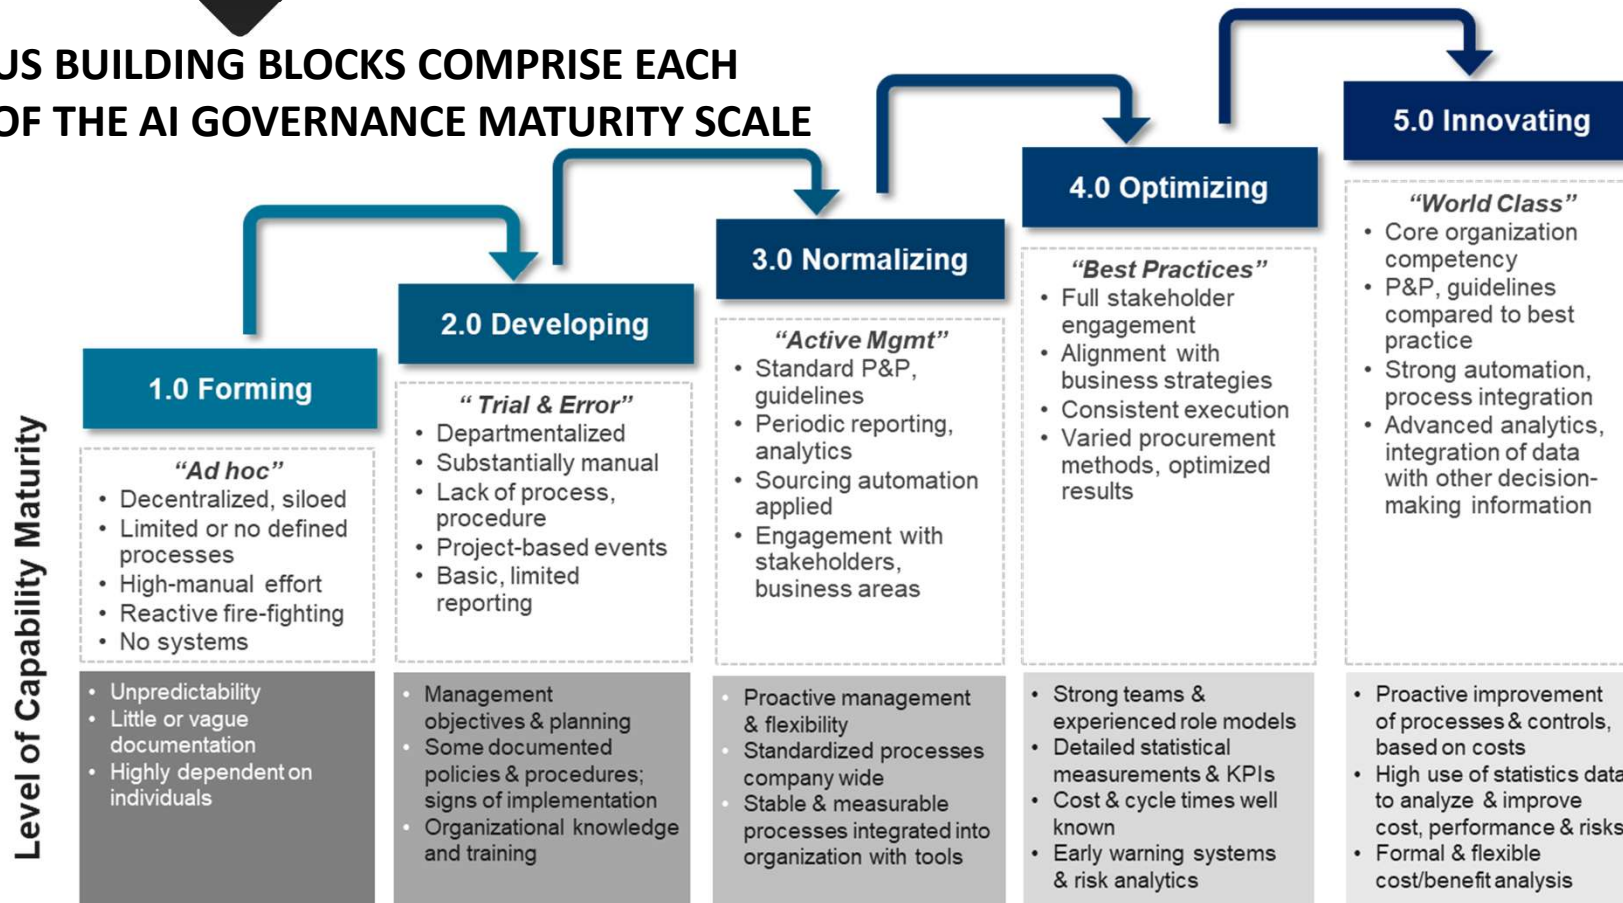 US BUILDING BLOCKS COMPRISE EACH
OF THE AI GOVERNANCE MATURITY SCALE
Level of Capability Maturity
1.0 Forming
“Ad hoc”
• Decentralized, siloed
• Limited or no defined
processes
• High-manual effort
• Reactive fire-fighting
• No systems
• Unpredictability
• Little or vague
documentation
• Highly dependent on
individuals
2.0 Developing
“ Trial & Error”
• Departmentalized
• Substantially manual
• Lack of process,
procedure
• Project-based events
• Basic, limited
reporting
• Management
objectives & planning
• Some documented
policies & procedures;
signs of implementation
• Organizational knowledge
and training
3.0 Normalizing
“Active Mgmt”
• Standard P&P,
guidelines
• Periodic reporting,
analytics
• Sourcing automation
applied
• Engagement with
stakeholders,
business areas
• Proactive management
& flexibility
• Standardized processes
company wide
• Stable & measurable
processes integrated into
organization with tools
4.0 Optimizing
“Best Practices”
• Full stakeholder
engagement
• Alignment with
business strategies
• Consistent execution
• Varied procurement
methods, optimized
results
• Strong teams &
experienced role models
• Detailed statistical
measurements & KPIs
• Cost & cycle times well
known
• Early warning systems
& risk analytics
5.0 Innovating
“World Class”
• Core organization
competency
• P&P, guidelines
compared to best
practice
• Strong automation,
process integration
• Advanced analytics,
integration of data
with other decision-
making information
• Proactive improvement
of processes & controls,
based on costs
• High use of statistics data
to analyze & improve
cost, performance & risks
• Formal & flexible
cost/benefit analysis